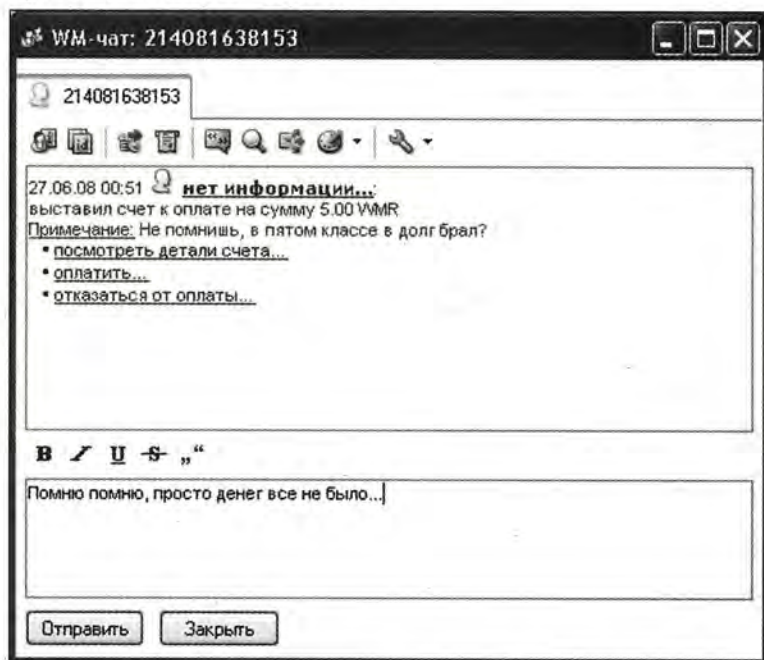 WM-чат: 214081638153
214081638153
27.06.08 00:51 нет информации...:
выставил счет к оплате на сумму 5.00 WMR
Примечание: Не помнишь, в пятом классе в долг брал?
• посмотреть детали счета...
• оплатить...
• отказаться от оплаты...
B I U S „“
Помню помню, просто денег все не было...
Отправить Закрыть